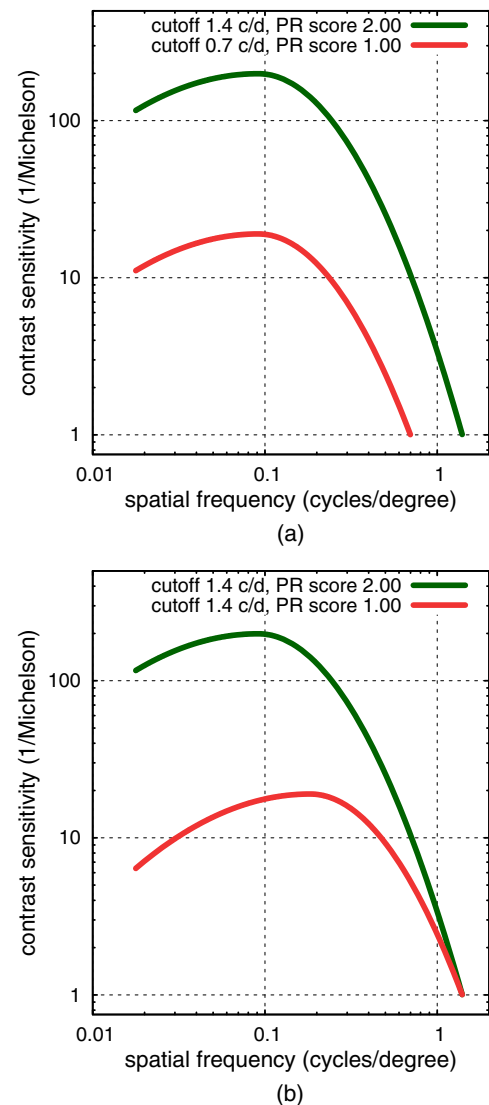 cutoff 1.4 c/d, PR score 2.00
cutoff 0.7 c/d, PR score 1.00
100
10
1
contrast sensitivity (1/Michelson)
0.01 0.1 1
spatial frequency (cycles/degree)
(a)
cutoff 1.4 c/d, PR score 2.00
cutoff 1.4 c/d, PR score 1.00
100
10
1
contrast sensitivity (1/Michelson)
0.01 0.1 1
spatial frequency (cycles/degree)
(b)